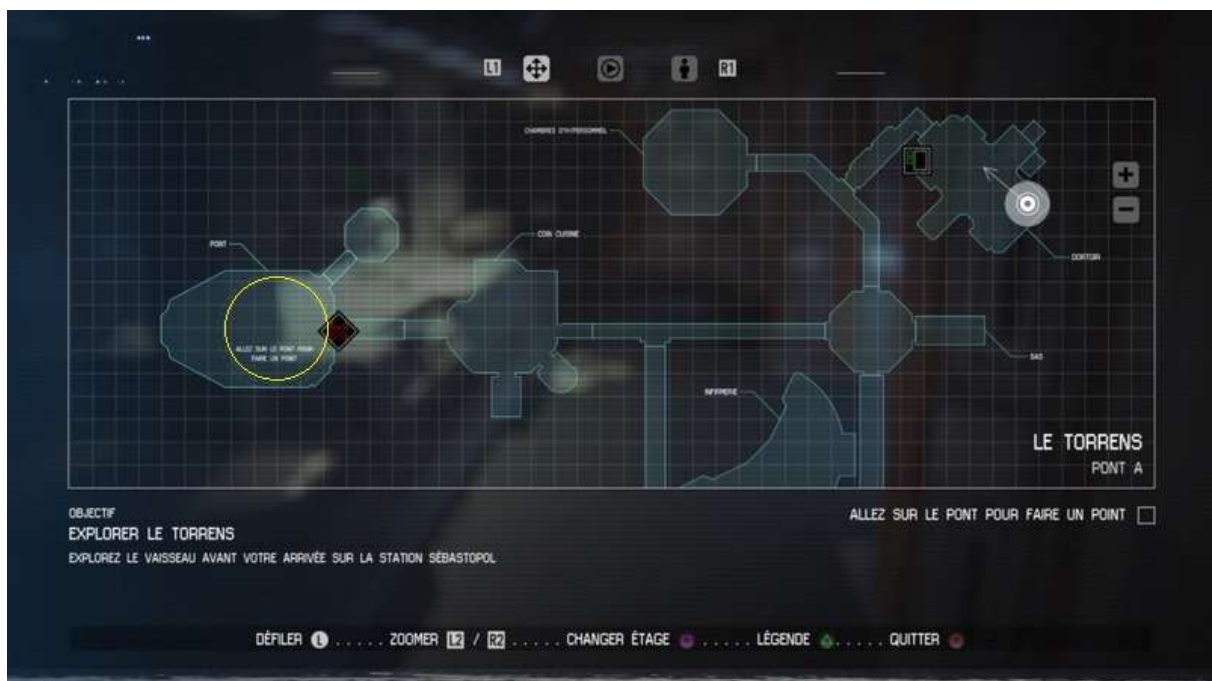 L1 R1
CHAMBRES D'HYPERSOMMEIL
PONT
COIN CUISINE
DORTOIR
ALLEZ SUR LE PONT POUR
FAIRE UN POINT
SAS
INFIRMERIE
LE TORRENS
PONT A
OBJECTIF
EXPLORER LE TORRENS
EXPLOREZ LE VAISSEAU AVANT VOTRE ARRIVÉE SUR LA STATION SÉBASTOPOL
ALLEZ SUR LE PONT POUR FAIRE UN POINT
DÉFILER L ..... ZOOMER L2 / R2 ..... CHANGER ÉTAGE ..... LÉGENDE ..... QUITTER